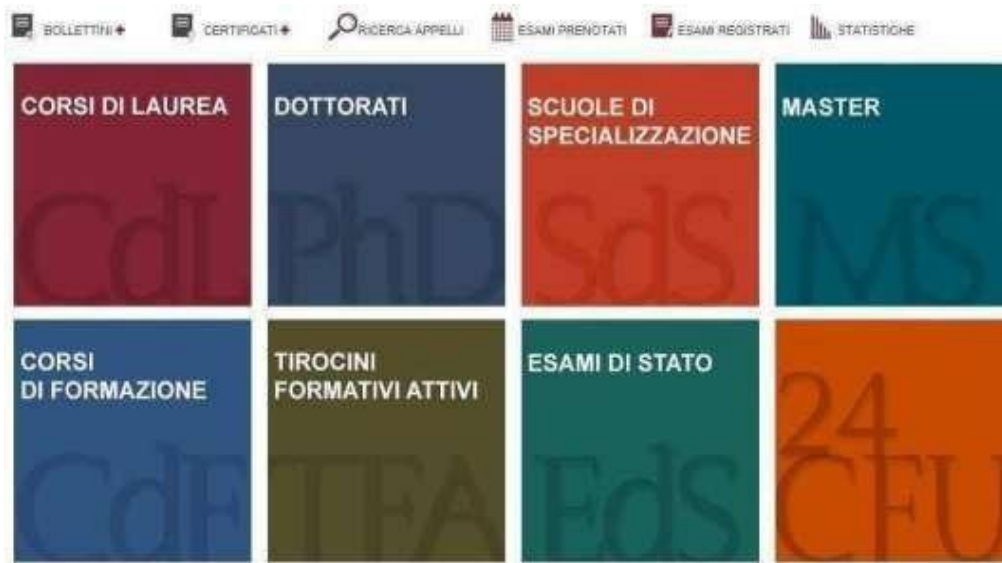 BOLLETTINI+ CERTIFICATI+ RICERCA APPELLI ESAMI PRENOTATI ESAMI REGISTRATI STATISTICHE
CORSI DI LAUREA
CdL
DOTTORATI
PhD
SCUOLE DI
SPECIALIZZAZIONE
SdS
MASTER
MS
CORSI
DI FORMAZIONE
CdF
TIROCINI
FORMATIVI ATTIVI
TFA
ESAMI DI STATO
EdS
24
CFU